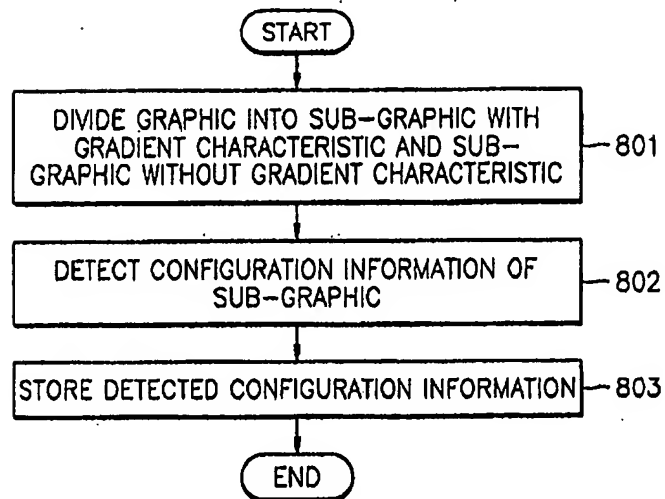 START
DIVIDE GRAPHIC INTO SUB-GRAPHIC WITH
GRADIENT CHARACTERISTIC AND SUB-
GRAPHIC WITHOUT GRADIENT CHARACTERISTIC
801
DETECT CONFIGURATION INFORMATION OF
SUB-GRAPHIC
802
STORE DETECTED CONFIGURATION INFORMATION
803
END